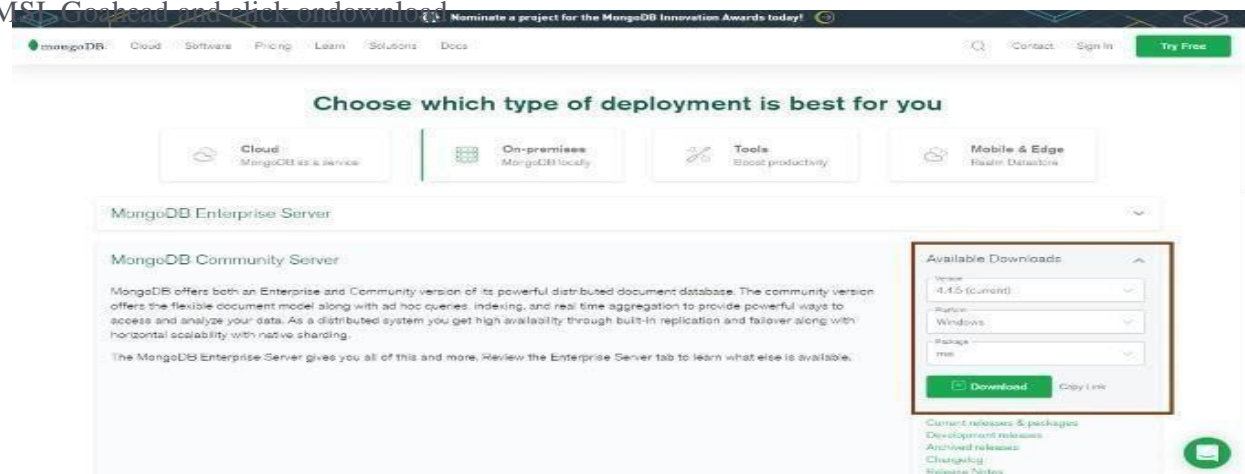 MSI. Goahead and click ondownload
Nominate a project for the MongoDB Innovation Awards today!
mongoDB. Cloud Software Pricing Learn Solutions Docs Contact Sign In Try Free
Choose which type of deployment is best for you
Cloud
MongoDB as a service
On-premises
MongoDB locally
Tools
Boost productivity
Mobile & Edge
Realm Datastore
MongoDB Enterprise Server
MongoDB Community Server
MongoDB offers both an Enterprise and Community version of its powerful distributed document database. The community version
offers the flexible document model along with ad hoc queries, indexing, and real time aggregation to provide powerful ways to
access and analyze your data. As a distributed system you get high availability through built-in replication and failover along with
horizontal scalability with native sharding.
The MongoDB Enterprise Server gives you all of this and more. Review the Enterprise Server tab to learn what else is available.
Available Downloads
Version
4.4.5 (current)
Platform
Windows
Package
msi
Download Copy Link
Current releases & packages
Development releases
Archived releases
Changelog
Release Notes